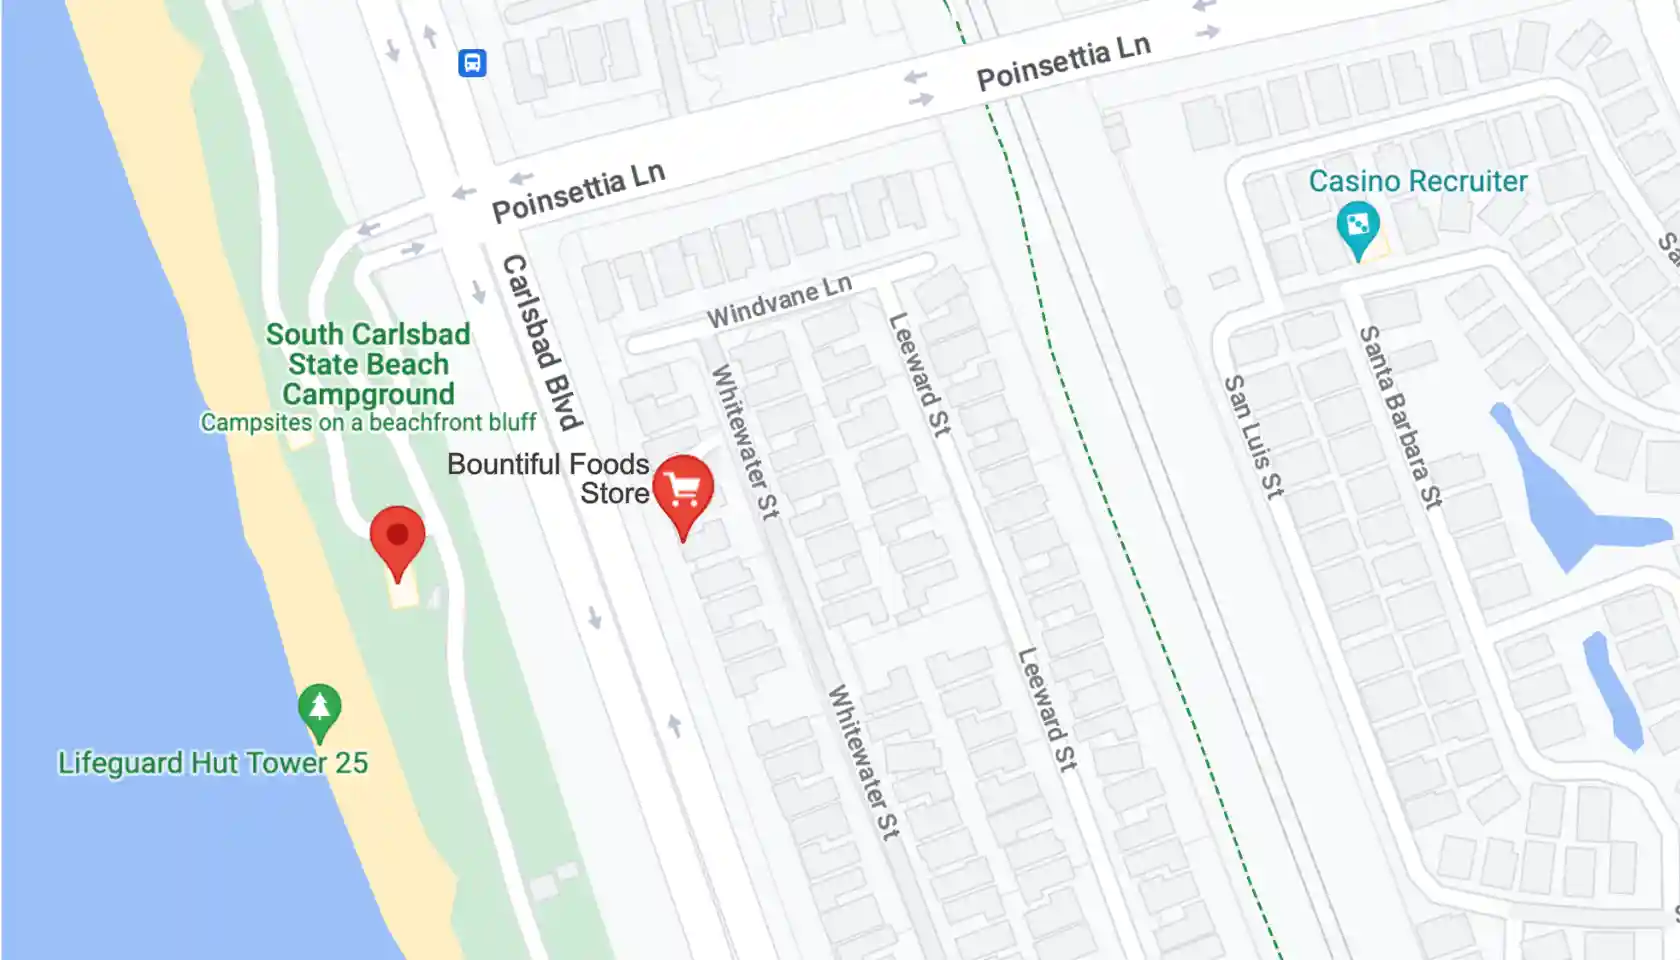 Poinsettia Ln
Poinsettia Ln
Casino Recruiter
Windvane Ln
Carlsbad Blvd
South Carlsbad
State Beach
Campground
Campsites on a beachfront bluff
Leeward St
Whitewater St
San Luis St
Santa Barbara St
Bountiful Foods
Store
Leeward St
Whitewater St
Lifeguard Hut Tower 25